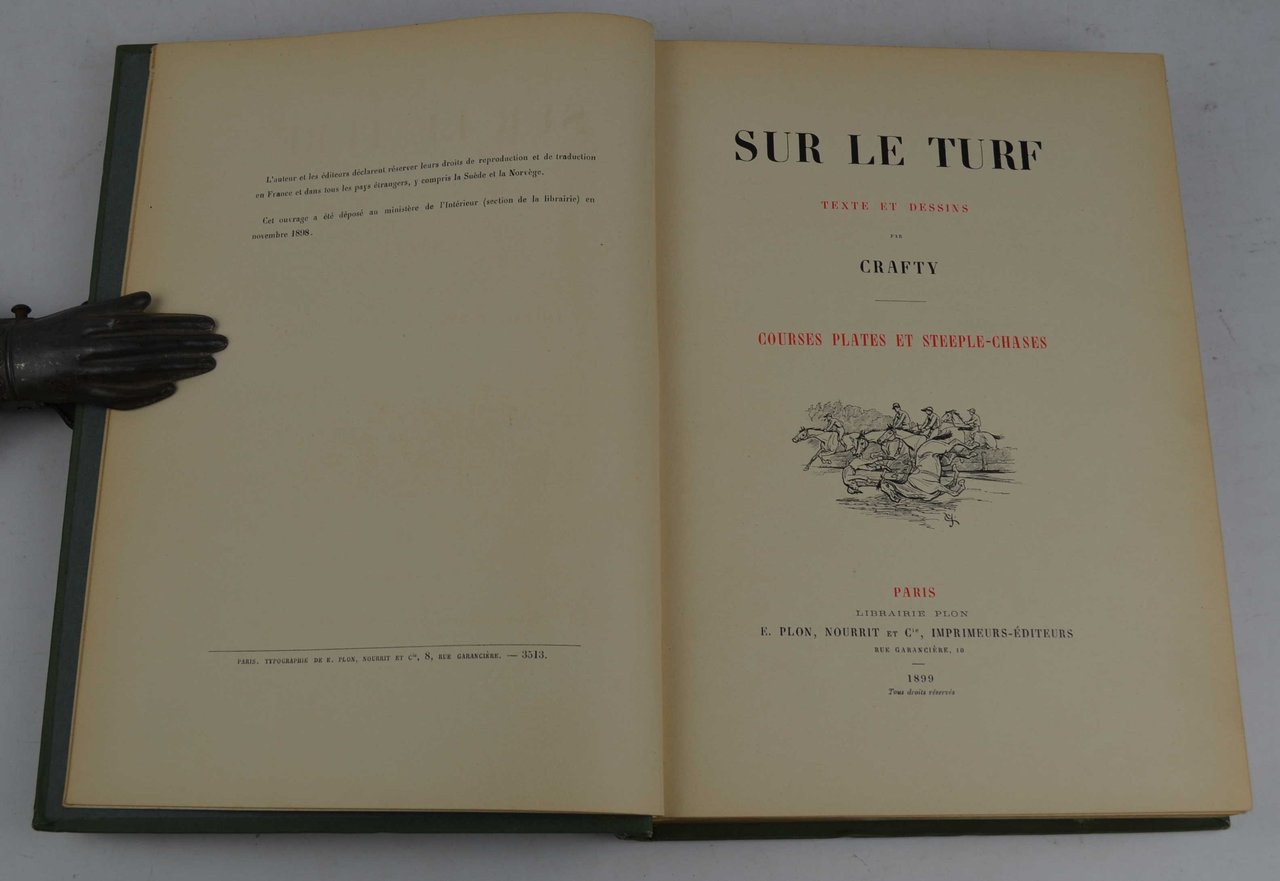 L'auteur et les éditeurs déclarent réserver leurs droits de reproduction et de traduction
en France et dans tous les pays étrangers, y compris la Suède et la Norvège.
Cet ouvrage a été déposé au ministère de l'Intérieur (section de la librairie) en
novembre 1898.
PARIS. TYPOGRAPHIE DE E. PLON, NOURRIT ET Cie, 8, RUE GARANCIÈRE. — 3513.
SUR LE TURF
TEXTE ET DESSINS
PAR
CRAFTY
COURSES PLATES ET STEEPLE-CHASES
PARIS
LIBRAIRIE PLON
E. PLON, NOURRIT ET Cie, IMPRIMEURS-ÉDITEURS
RUE GARANCIÈRE, 10
1899
Tous droits réservés